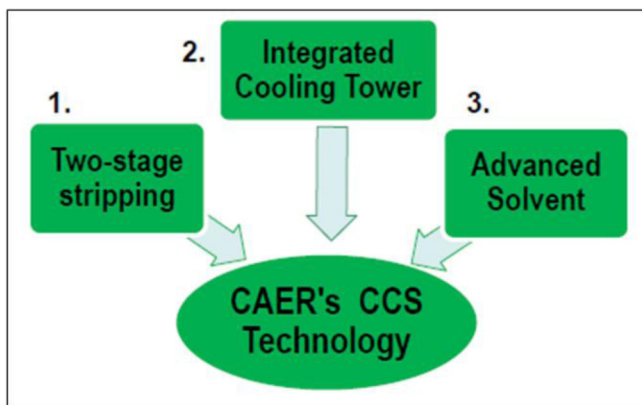 1.
Two-stage
stripping
2.
Integrated
Cooling Tower
3.
Advanced
Solvent
CAER's CCS
Technology